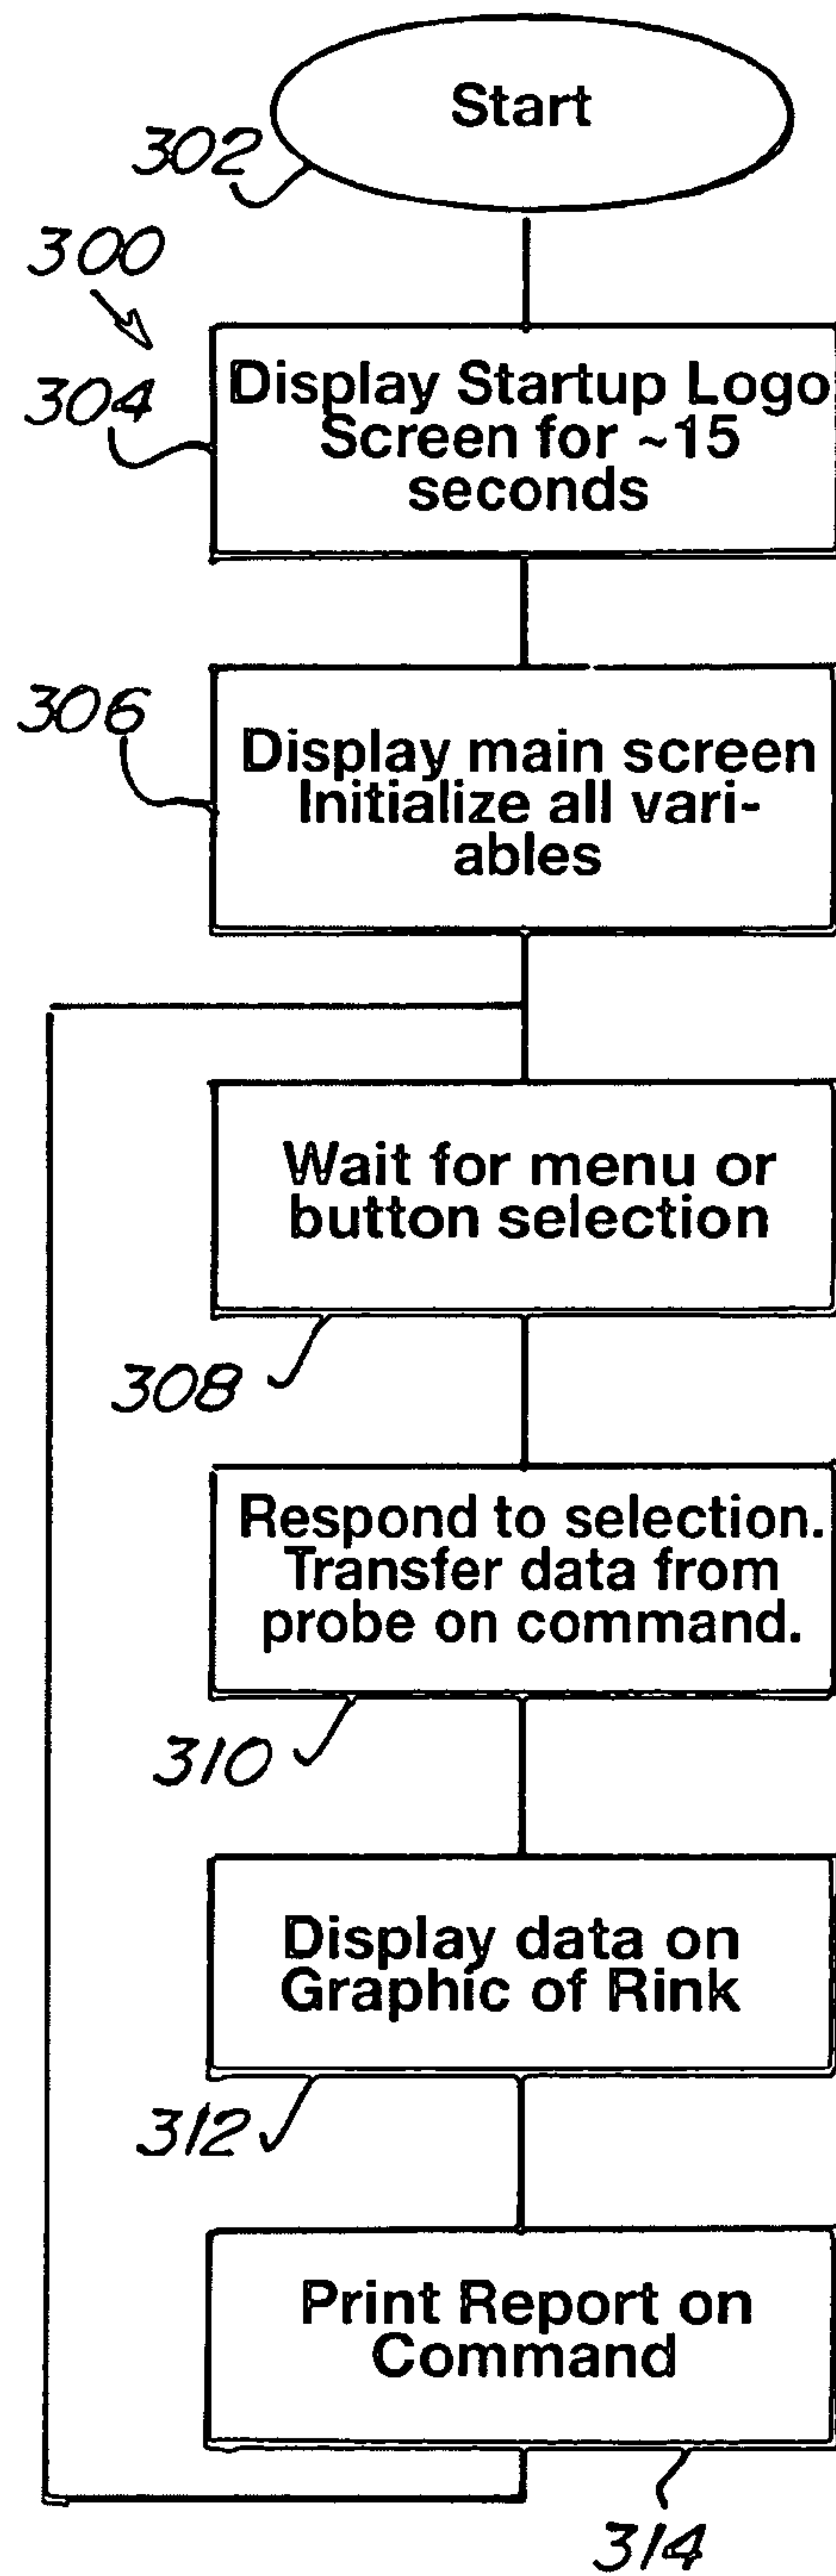 Start
302
300
304
Display Startup Logo
Screen for ~15
seconds
306
Display main screen
Initialize all vari-
ables
Wait for menu or
button selection
308
Respond to selection.
Transfer data from
probe on command.
310
Display data on
Graphic of Rink
312
Print Report on
Command
314